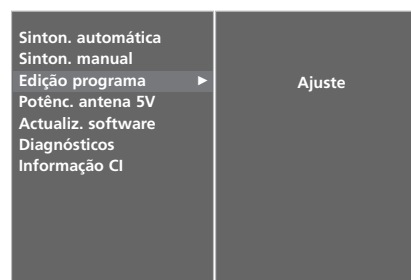 Sinton. automática
Sinton. manual
Edição programa ►
Ajuste
Potênc. antena 5V
Actualiz. software
Diagnósticos
Informação CI